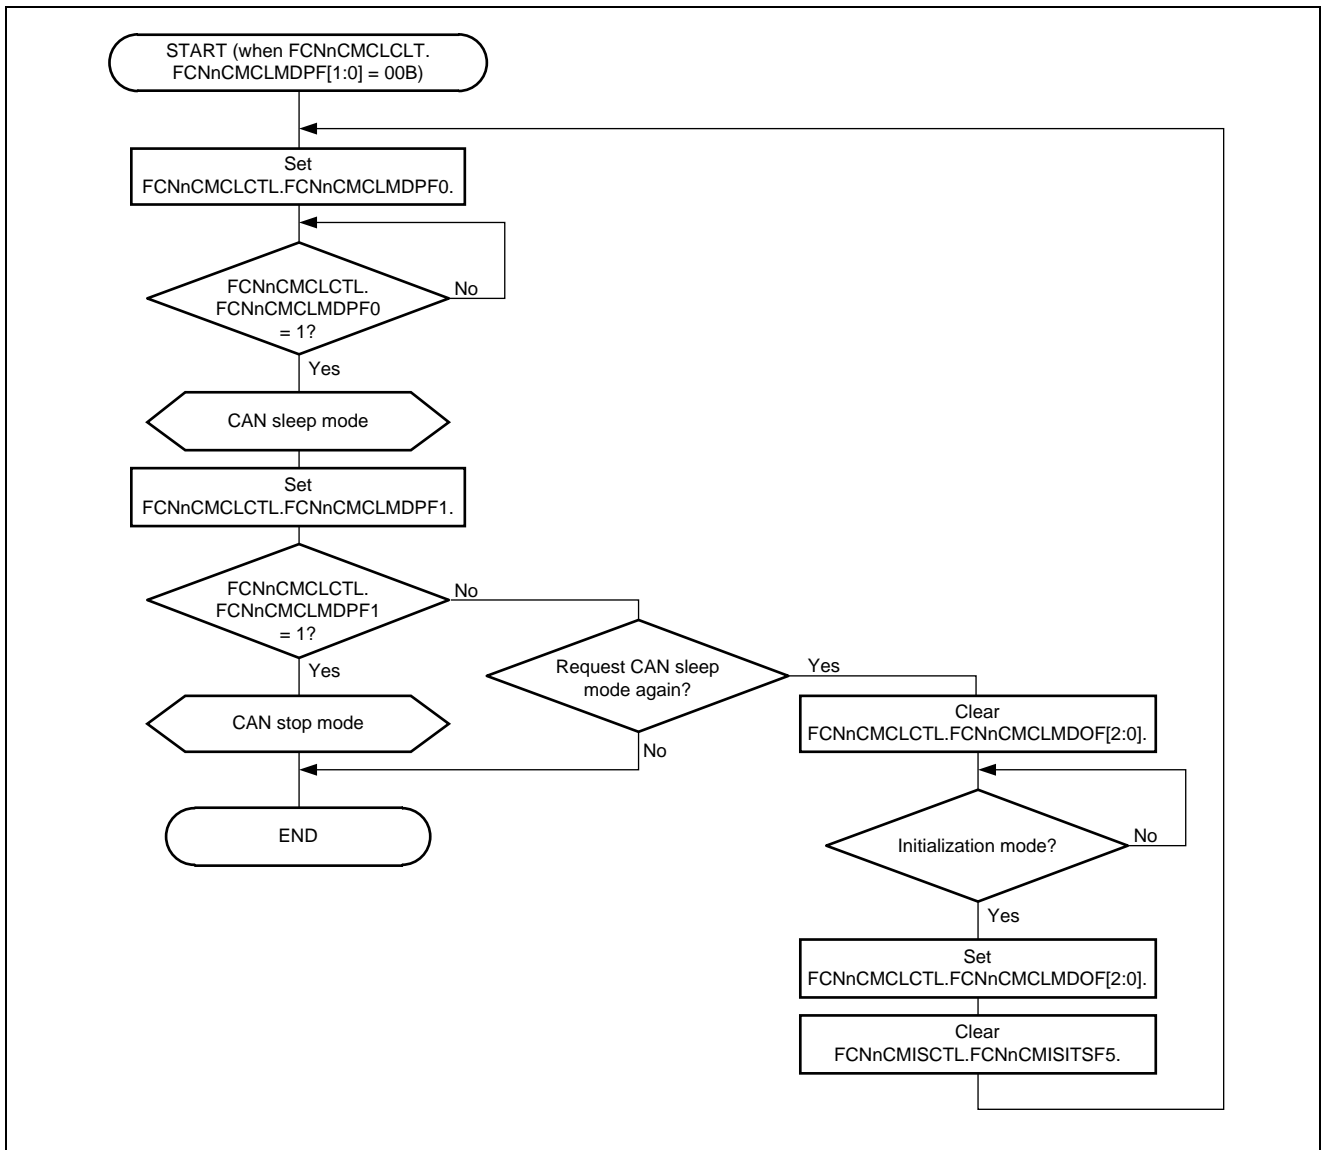 START (when FCNnCMCLCLT.
FCNnCMCLMDPF[1:0] = 00B)
Set
FCNnCMCLCTL.FCNnCMCLMDPF0.
FCNnCMCLCTL.
FCNnCMCLMDPF0
= 1?
No
Yes
CAN sleep mode
Set
FCNnCMCLCTL.FCNnCMCLMDPF1.
FCNnCMCLCTL.
FCNnCMCLMDPF1
= 1?
No
Yes
CAN stop mode
Request CAN sleep
mode again?
Yes
No
END
Clear
FCNnCMCLCTL.FCNnCMCLMDOF[2:0].
Initialization mode?
No
Yes
Set
FCNnCMCLCTL.FCNnCMCLMDOF[2:0].
Clear
FCNnCMISCTL.FCNnCMISITSF5.